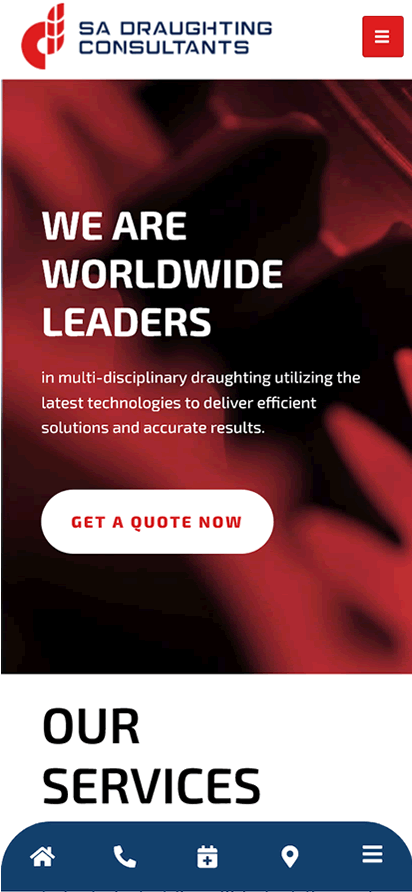 SA DRAUGHTING
CONSULTANTS
WE ARE
WORLDWIDE
LEADERS
in multi-disciplinary draughting utilizing the
latest technologies to deliver efficient
solutions and accurate results.
GET A QUOTE NOW
OUR
SERVICES